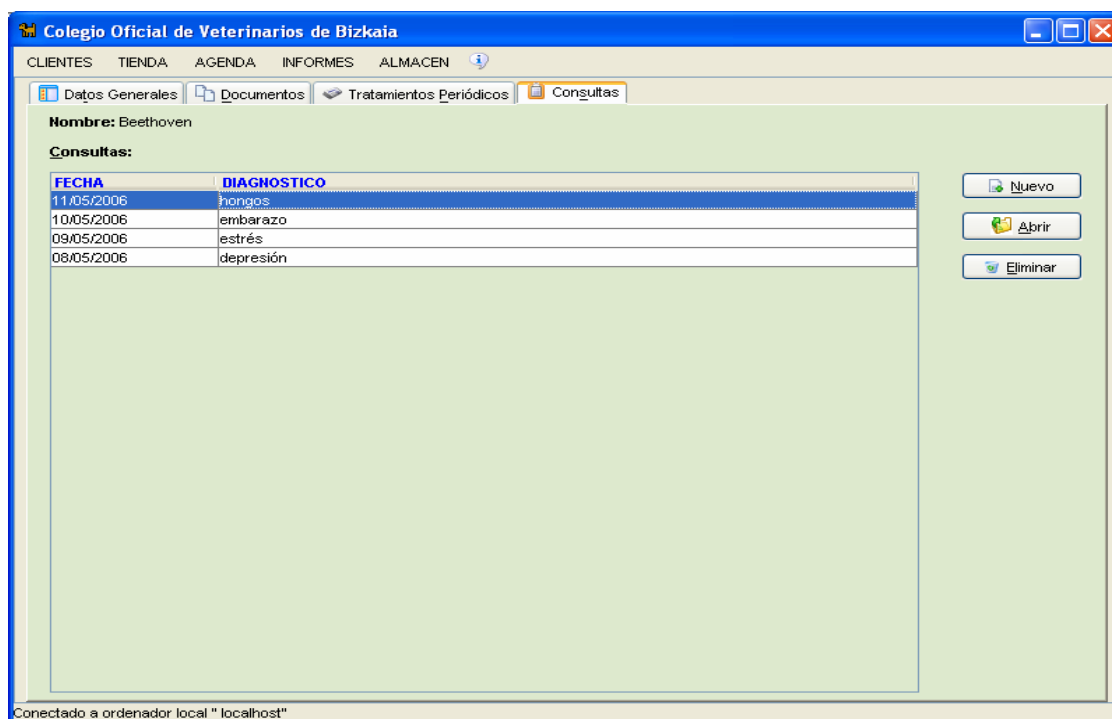 Colegio Oficial de Veterinarios de Bizkaia
CLIENTES TIENDA AGENDA INFORMES ALMACEN
Datos Generales Documentos Tratamientos Periódicos Consultas
Nombre: Beethoven
Consultas:
FECHA DIAGNOSTICO
11/05/2006 hongos
10/05/2006 embarazo
09/05/2006 estrés
08/05/2006 depresión
Nuevo
Abrir
Eliminar
Conectado a ordenador local " localhost"